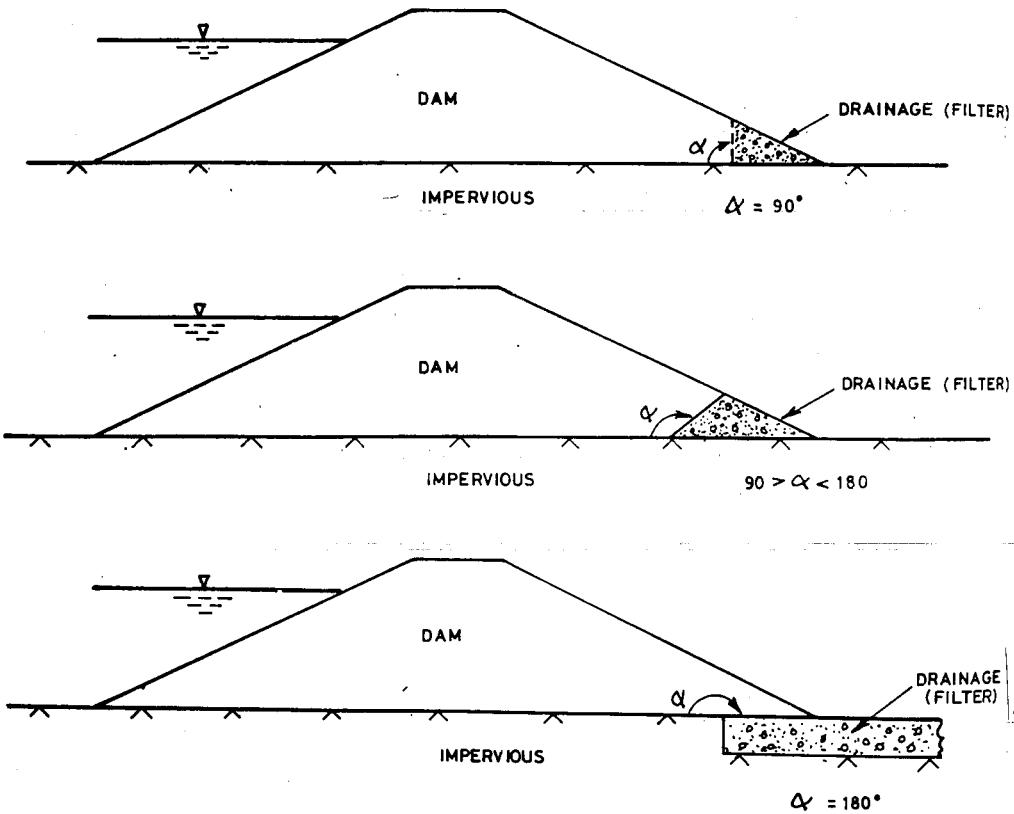 DAM
DRAINAGE (FILTER)
α
IMPERVIOUS
α = 90°
DAM
DRAINAGE (FILTER)
α
IMPERVIOUS
90 > α < 180
DAM
DRAINAGE
(FILTER)
α
IMPERVIOUS
α = 180°